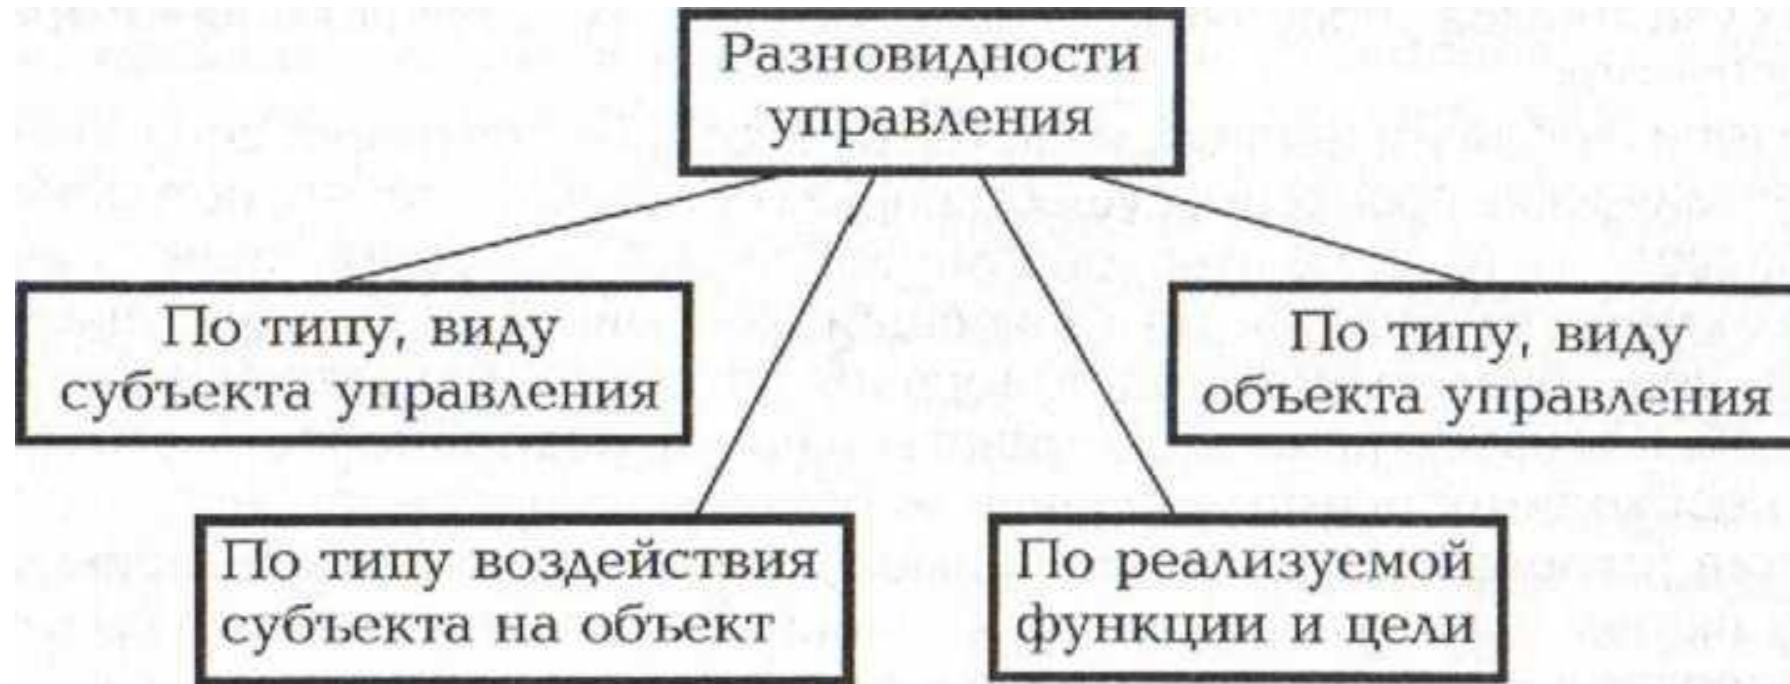 Разновидности
управления
По типу, виду
субъекта управления
По типу, виду
объекта управления
По типу воздействия
субъекта на объект
По реализуемой
функции и цели